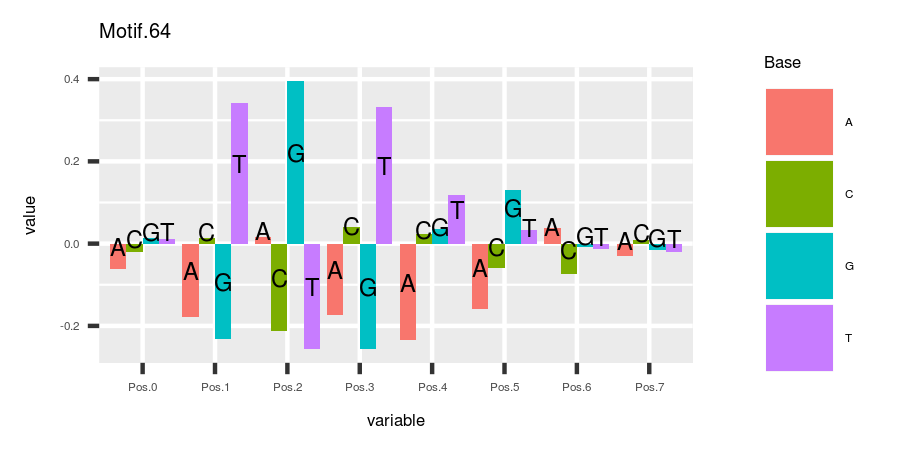 Motif.64
Base
0.4
A
T
G
T
0.2
C
value
A C G T
C
A
C
C G T
G T
A
C G T
A C G T
0.0
A
G
C
T
A
G
A
A
C
C
G
-0.2
T
Pos.0 Pos.1 Pos.2 Pos.3 Pos.4 Pos.5 Pos.6 Pos.7
variable